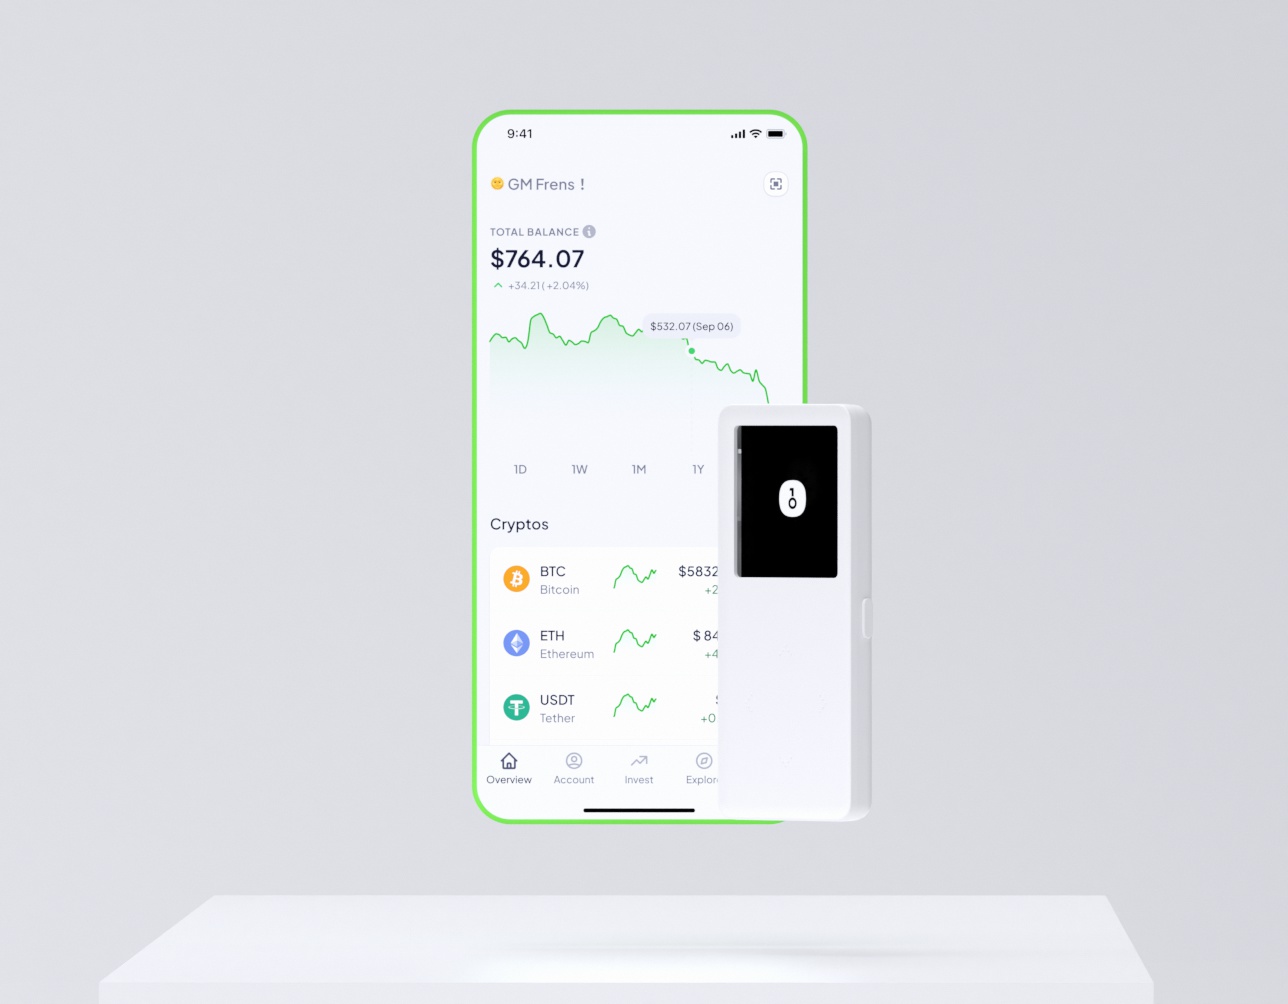 9:41
GM Frens !
TOTAL BALANCE
$764.07
+34.21(+2.04%)
$532.07(Sep 06)
1D 1W 1M 1Y
Cryptos
BTC $5832
Bitcoin +2
ETH $84
Ethereum +4
USDT $
Tether +0
Overview Account Invest Explor
1
0